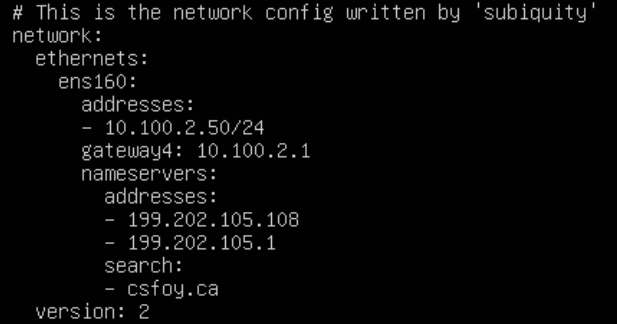 # This is the network config written by 'subiquity'
network:
  ethernets:
    ens160:
      addresses:
      - 10.100.2.50/24
      gateway4: 10.100.2.1
      nameservers:
        addresses:
        - 199.202.105.108
        - 199.202.105.1
        search:
        - csfoy.ca
  version: 2